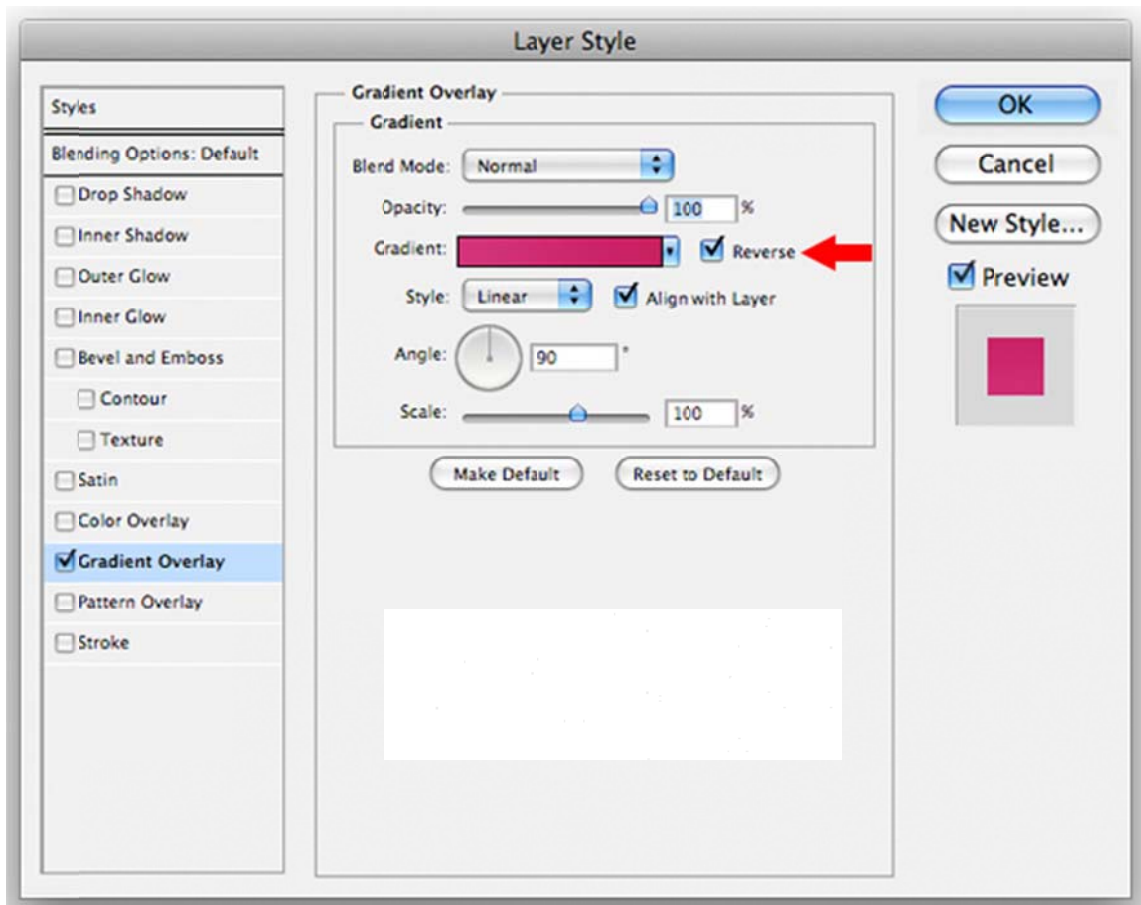 Layer Style
Styles
Blending Options: Default
Drop Shadow
Inner Shadow
Outer Glow
Inner Glow
Bevel and Emboss
Contour
Texture
Satin
Color Overlay
Gradient Overlay
Pattern Overlay
Stroke
Gradient Overlay
Gradient
Blend Mode: Normal
Opacity: 100 %
Gradient: Reverse
Style: Linear Align with Layer
Angle: 90 °
Scale: 100 %
Make Default Reset to Default
OK
Cancel
New Style...
Preview